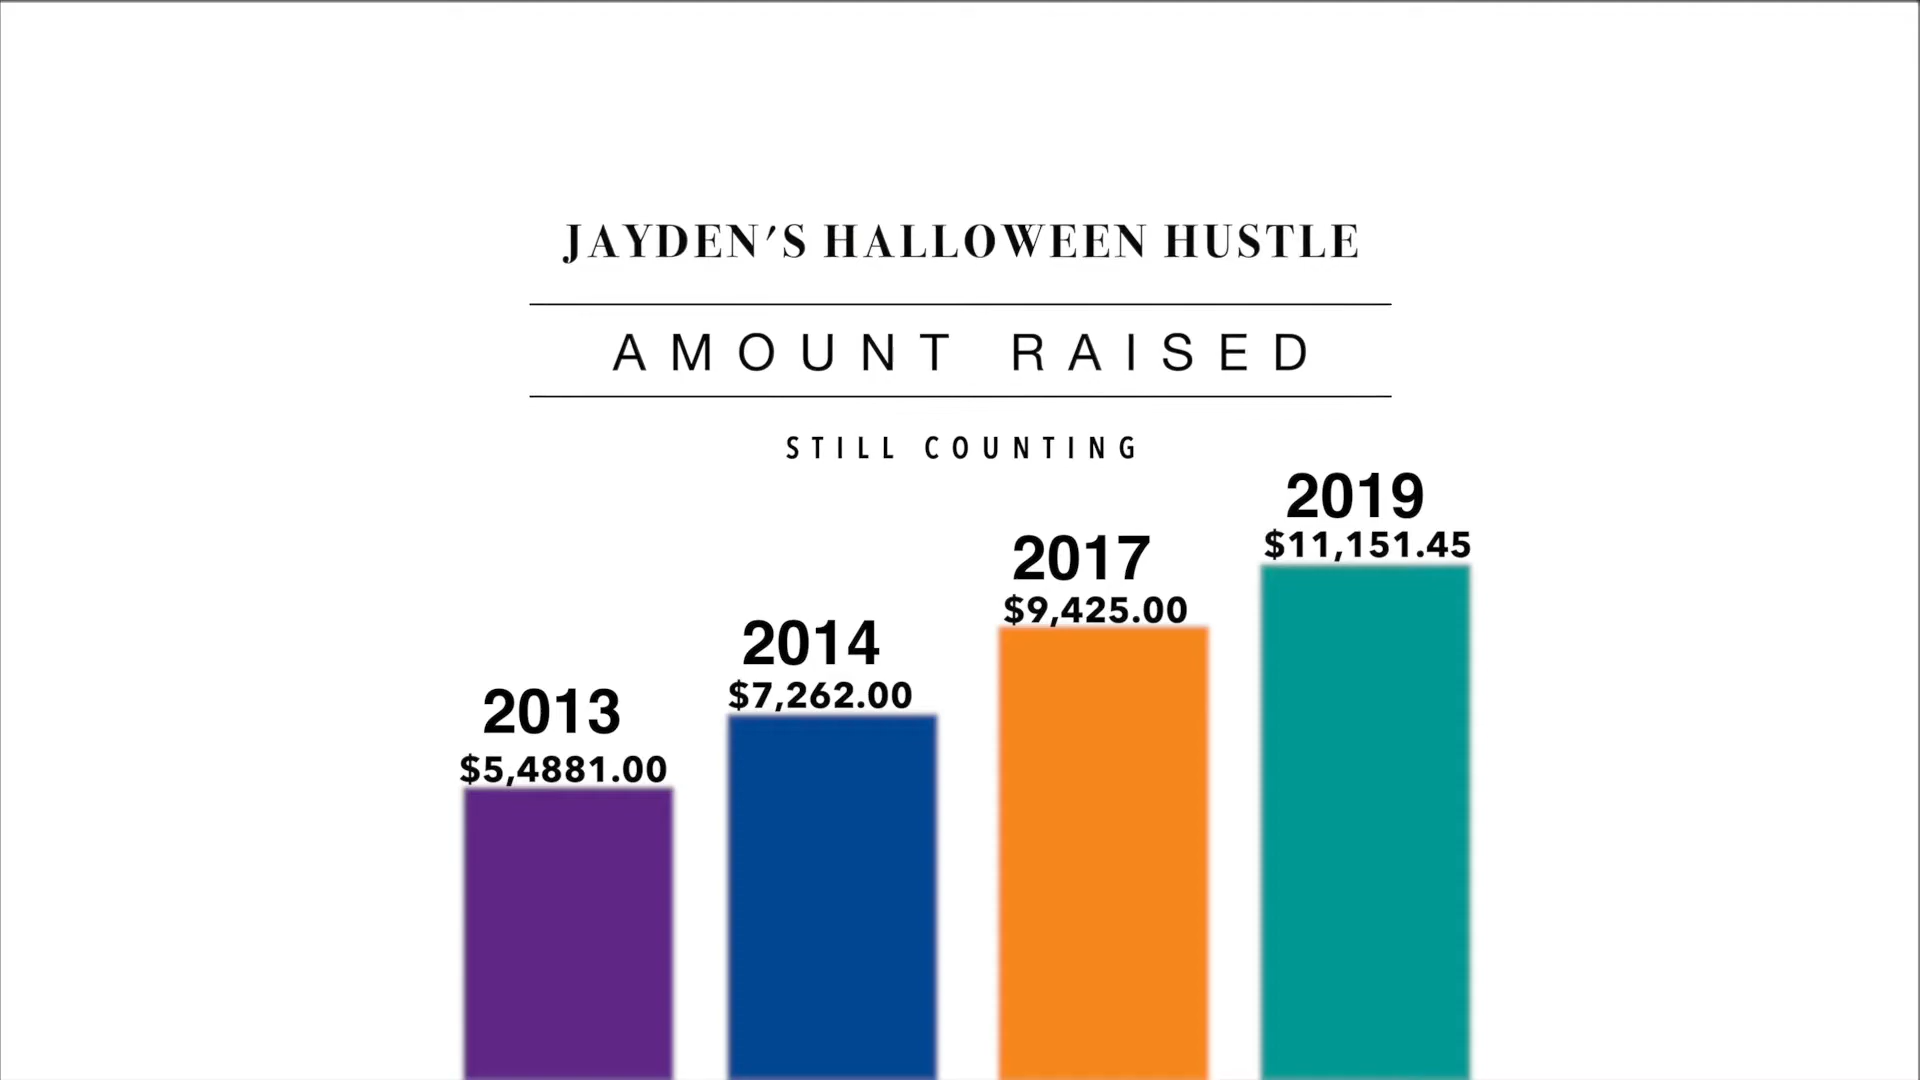 JAYDEN'S HALLOWEEN HUSTLE
AMOUNT RAISED
STILL COUNTING
2013
$5,4881.00
2014
$7,262.00
2017
$9,425.00
2019
$11,151.45